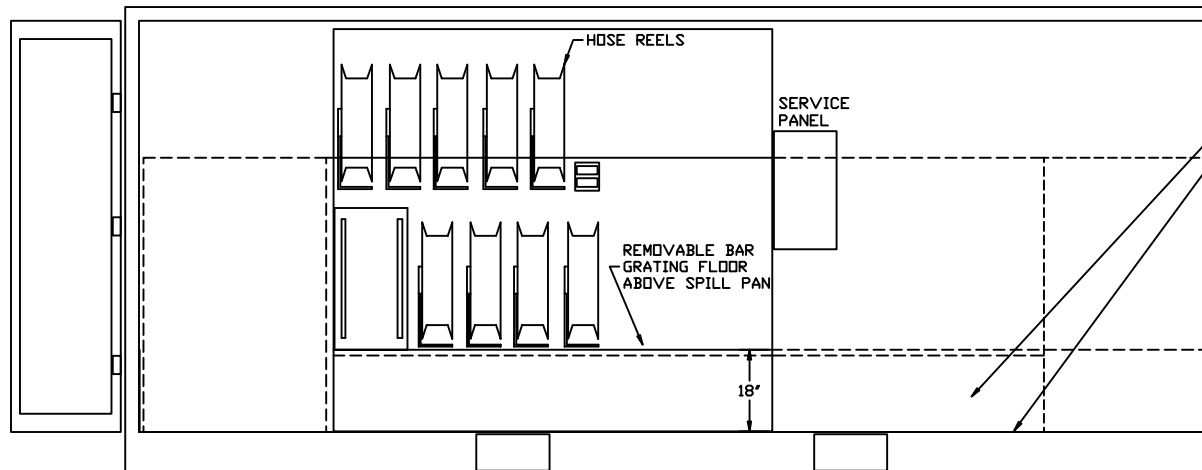 HOSE REELS
SERVICE
PANEL
REMOVABLE BAR
GRATING FLOOR
ABOVE SPILL PAN
18"